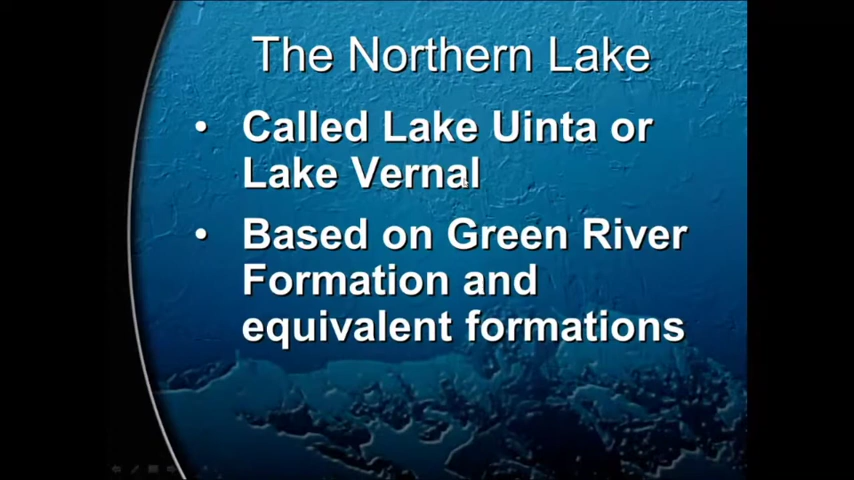 The Northern Lake
• Called Lake Uinta or
Lake Vernal
• Based on Green River
Formation and
equivalent formations